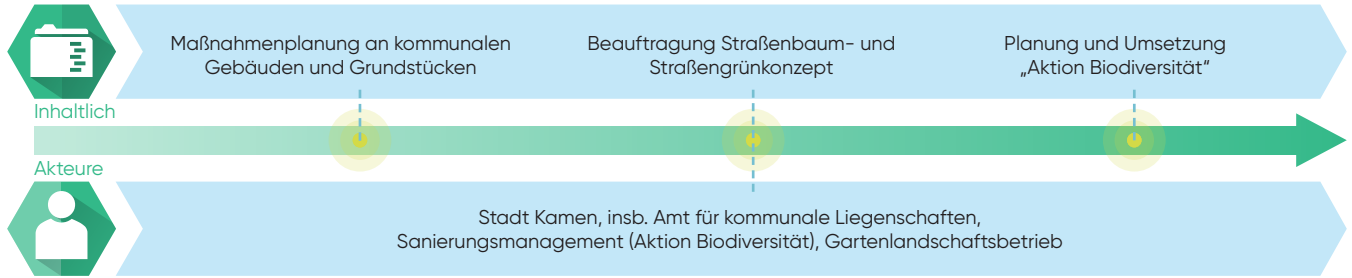 Maßnahmenplanung an kommunalen
Gebäuden und Grundstücken
Beauftragung Straßenbaum- und
Straßengrünkonzept
Planung und Umsetzung
„Aktion Biodiversität“
Inhaltlich
Akteure
Stadt Kamen, insb. Amt für kommunale Liegenschaften,
Sanierungsmanagement (Aktion Biodiversität), Gartenlandschaftsbetrieb